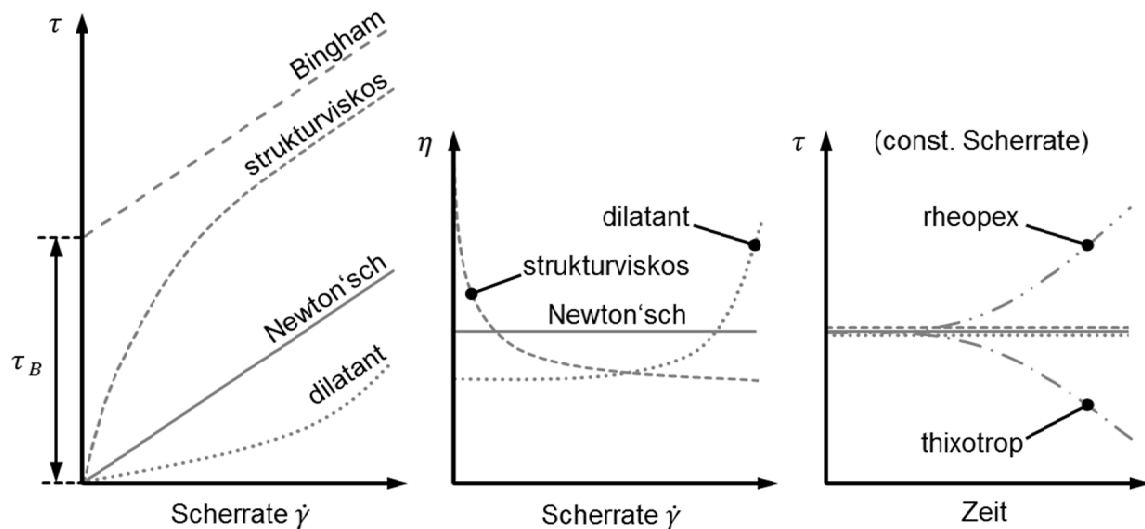 τ
Bingham
strukturviskos
Newton‘sch
dilatant
τ_B
Scherrate γ̇
η
dilatant
strukturviskos
Newton‘sch
Scherrate γ̇
τ
(const. Scherrate)
rheopex
thixotrop
Zeit